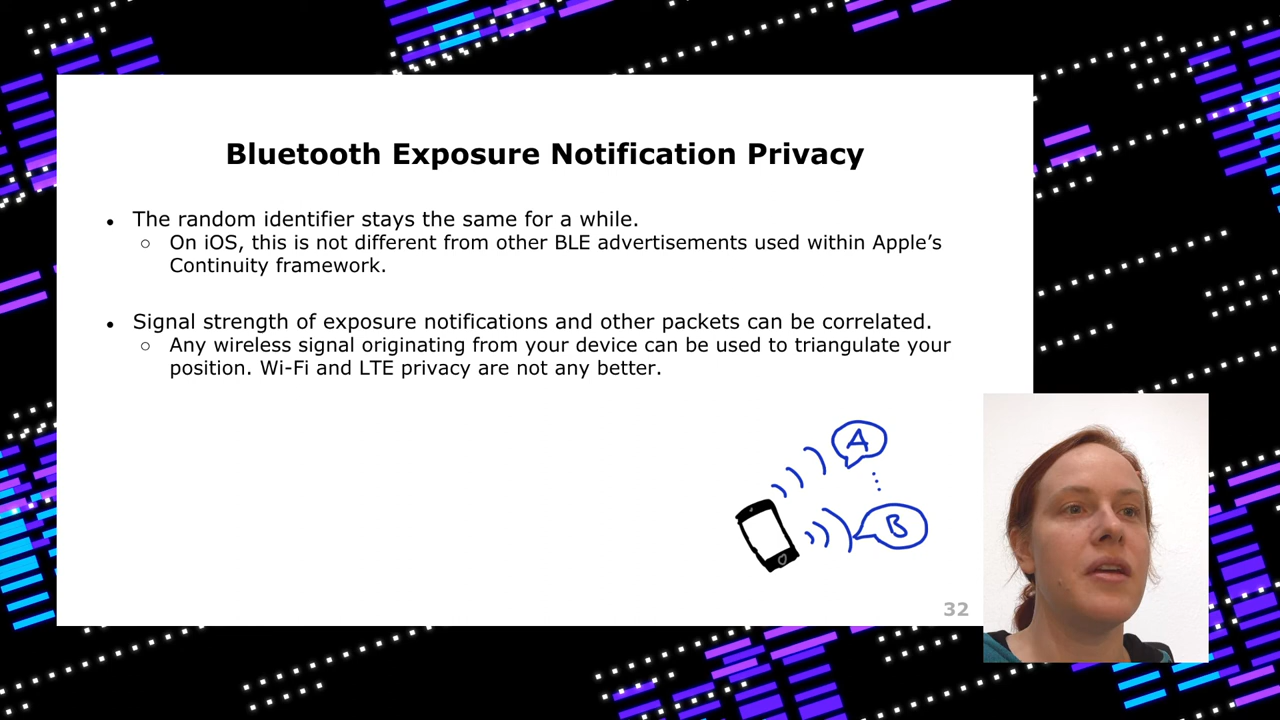 Bluetooth Exposure Notification Privacy
• The random identifier stays the same for a while.
○ On iOS, this is not different from other BLE advertisements used within Apple’s
Continuity framework.
• Signal strength of exposure notifications and other packets can be correlated.
○ Any wireless signal originating from your device can be used to triangulate your
position. Wi-Fi and LTE privacy are not any better.
A
B
32